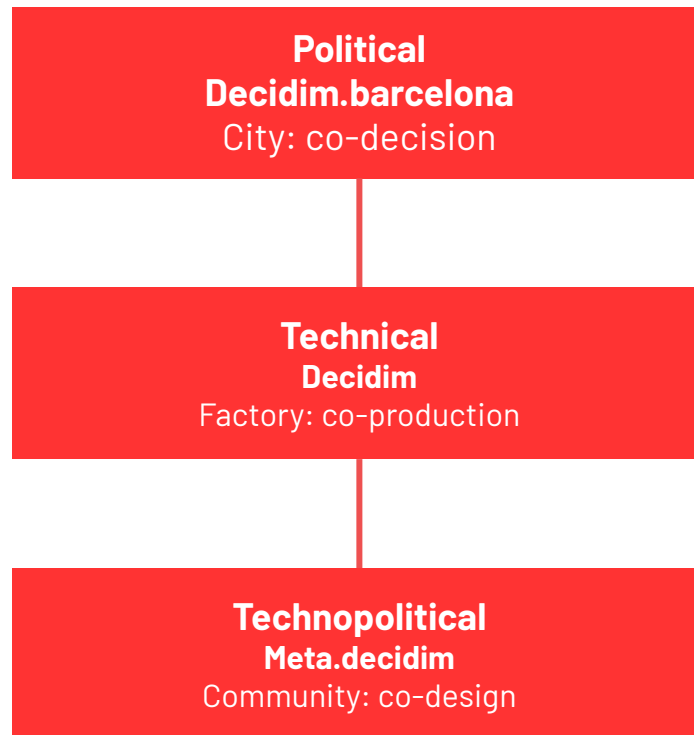 Political
Decidim.barcelona
City: co-decision
Technical
Decidim
Factory: co-production
Technopolitical
Meta.decidim
Community: co-design